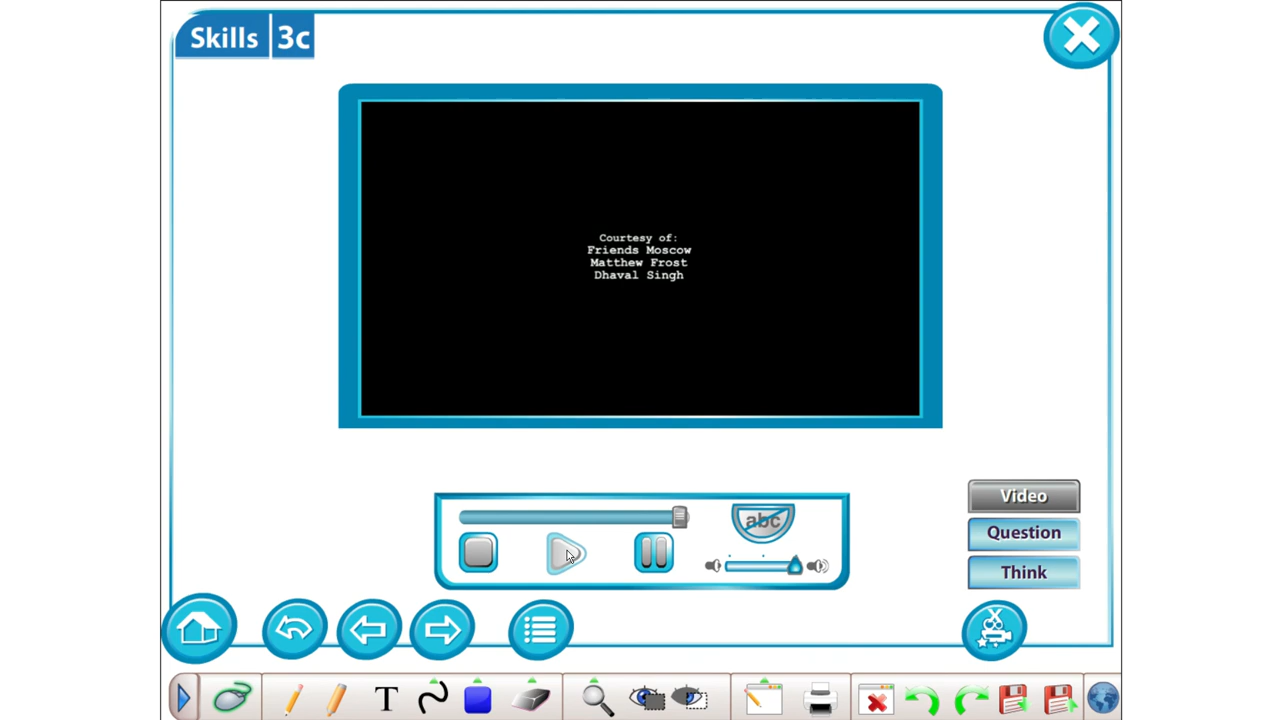 Skills 3c
Courtesy of:
Friends Moscow
Matthew Frost
Dhaval Singh
abc
Video
Question
Think
T